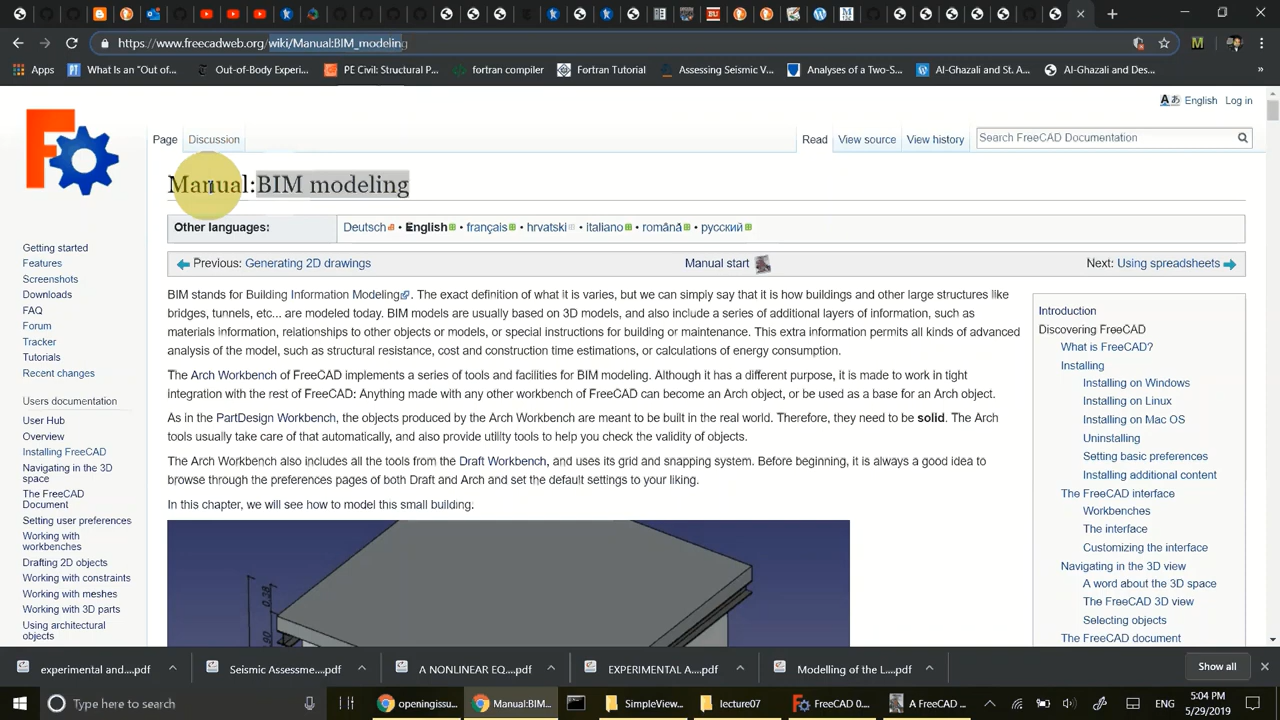 https://www.freecadweb.org/wiki/Manual:BIM_modeling
Apps
What Is an "Out of...
Out-of-Body Experi...
PE Civil: Structural P...
fortran compiler
Fortran Tutorial
Assessing Seismic V...
Analyses of a Two-S...
Al-Ghazali and St. A...
Al-Ghazali and Des...
»
English
Log in
Page
Discussion
Read
View source
View history
Search FreeCAD Documentation
Manual:BIM modeling
Other languages:
Deutsch • English • français • hrvatski • italiano • română • русский
Previous: Generating 2D drawings
Manual start
Next: Using spreadsheets
BIM stands for Building Information Modeling. The exact definition of what it is varies, but we can simply say that it is how buildings and other large structures like
bridges, tunnels, etc... are modeled today. BIM models are usually based on 3D models, and also include a series of additional layers of information, such as
materials information, relationships to other objects or models, or special instructions for building or maintenance. This extra information permits all kinds of advanced
analysis of the model, such as structural resistance, cost and construction time estimations, or calculations of energy consumption.
The Arch Workbench of FreeCAD implements a series of tools and facilities for BIM modeling. Although it has a different purpose, it is made to work in tight
integration with the rest of FreeCAD: Anything made with any other workbench of FreeCAD can become an Arch object, or be used as a base for an Arch object.
As in the PartDesign Workbench, the objects produced by the Arch Workbench are meant to be built in the real world. Therefore, they need to be solid. The Arch
tools usually take care of that automatically, and also provide utility tools to help you check the validity of objects.
The Arch Workbench also includes all the tools from the Draft Workbench, and uses its grid and snapping system. Before beginning, it is always a good idea to
browse through the preferences pages of both Draft and Arch and set the default settings to your liking.
In this chapter, we will see how to model this small building.
Getting started
Features
Screenshots
Downloads
FAQ
Forum
Tracker
Tutorials
Recent changes
Users documentation
User Hub
Overview
Installing FreeCAD
Navigating in the 3D
space
The FreeCAD
Document
Setting user preferences
Working with
workbenches
Drafting 2D objects
Working with constraints
Working with meshes
Working with 3D parts
Using architectural
objects
Introduction
Discovering FreeCAD
What is FreeCAD?
Installing
Installing on Windows
Installing on Linux
Installing on Mac OS
Uninstalling
Setting basic preferences
Installing additional content
The FreeCAD interface
Workbenches
The interface
Customizing the interface
Navigating in the 3D view
A word about the 3D space
The FreeCAD 3D view
Selecting objects
The FreeCAD document
experimental and....pdf
Seismic Assessme....pdf
A NONLINEAR EQ....pdf
EXPERIMENTAL A....pdf
Modelling of the L....pdf
Show all
Type here to search
openingissu...
Manual:BIM...
SimpleView...
lecture07
FreeCAD 0...
A FreeCAD ...
ENG
5:04 PM
5/29/2019